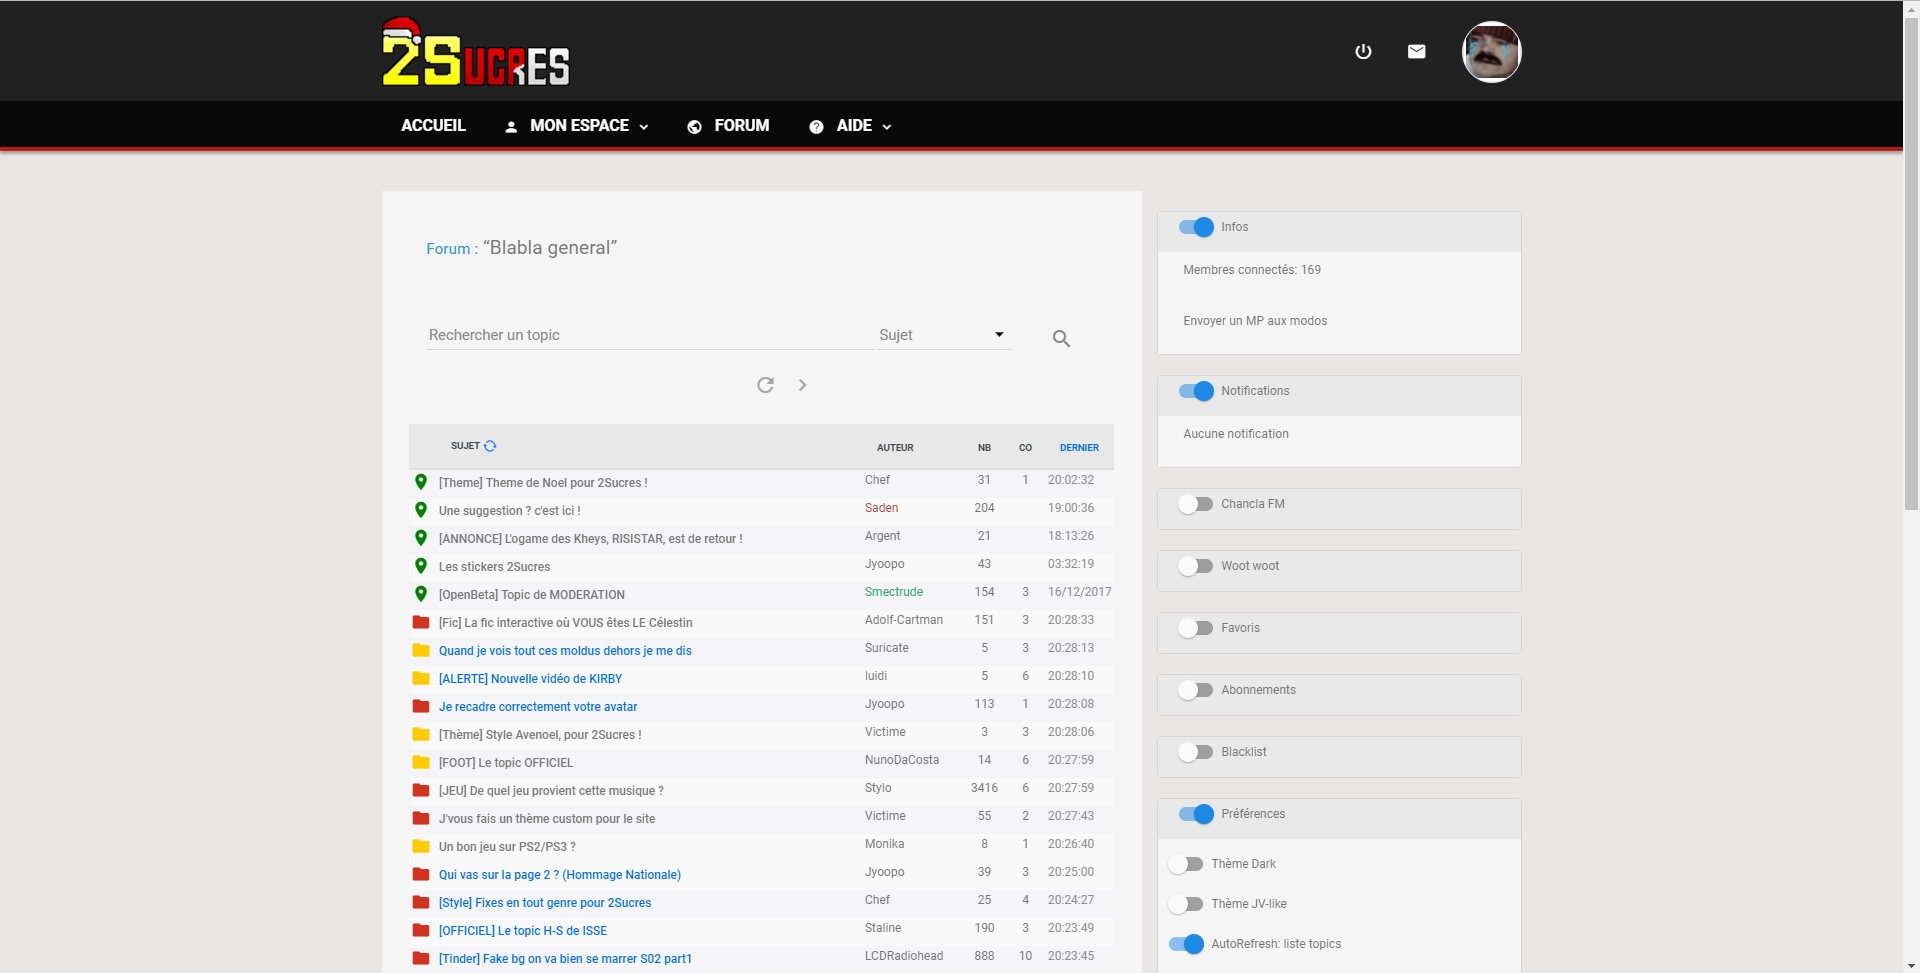 2SUCRES
ACCUEIL MON ESPACE FORUM AIDE
Forum : “Blabla general”
Rechercher un topic Sujet
SUJET AUTEUR NB CO DERNIER
[Theme] Theme de Noel pour 2Sucres ! Chef 31 1 20:02:32
Une suggestion ? c'est ici ! Saden 204 19:00:36
[ANNONCE] L'ogame des Kheys, RISISTAR, est de retour ! Argent 21 18:13:26
Les stickers 2Sucres Jyoopo 43 03:32:19
[OpenBeta] Topic de MODERATION Smectrude 154 3 16/12/2017
[Fic] La fic interactive où VOUS êtes LE Célestin Adolf-Cartman 151 3 20:28:33
Quand je vois tout ces moldus dehors je me dis Suricate 5 3 20:28:13
[ALERTE] Nouvelle vidéo de KIRBY luidi 5 6 20:28:10
Je recadre correctement votre avatar Jyoopo 113 1 20:28:08
[Thème] Style Avenoel, pour 2Sucres ! Victime 3 3 20:28:06
[FOOT] Le topic OFFICIEL NunoDaCosta 14 6 20:27:59
[JEU] De quel jeu provient cette musique ? Stylo 3416 6 20:27:59
J'vous fais un thème custom pour le site Victime 55 2 20:27:43
Un bon jeu sur PS2/PS3 ? Monika 8 1 20:26:40
Qui vas sur la page 2 ? (Hommage Nationale) Jyoopo 39 3 20:25:00
[Style] Fixes en tout genre pour 2Sucres Chef 25 4 20:24:27
[OFFICIEL] Le topic H-S de ISSE Staline 190 3 20:23:49
[Tinder] Fake bg on va bien se marrer S02 part1 LCDRadiohead 888 10 20:23:45
Infos
Membres connectés: 169
Envoyer un MP aux modos
Notifications
Aucune notification
Chancla FM
Woot woot
Favoris
Abonnements
Blacklist
Préférences
Thème Dark
Thème JV-like
AutoRefresh: liste topics